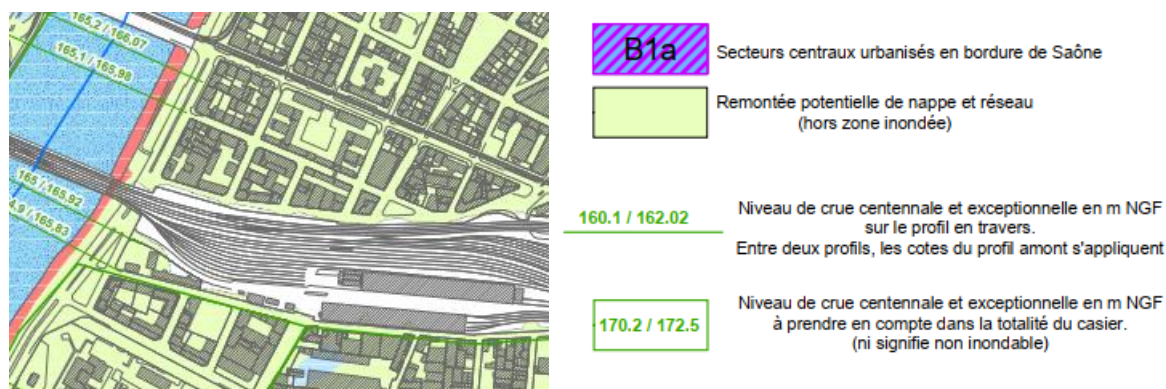 165,2 / 166,07
165,1 / 165,98
165 / 165,92
4,9 / 165,83
B1a
Secteurs centraux urbanisés en bordure de Saône
Remontée potentielle de nappe et réseau
(hors zone inondée)
160.1 / 162.02
Niveau de crue centennale et exceptionnelle en m NGF
sur le profil en travers.
Entre deux profils, les cotes du profil amont s'appliquent
170.2 / 172.5
Niveau de crue centennale et exceptionnelle en m NGF
à prendre en compte dans la totalité du casier.
(ni signifie non inondable)